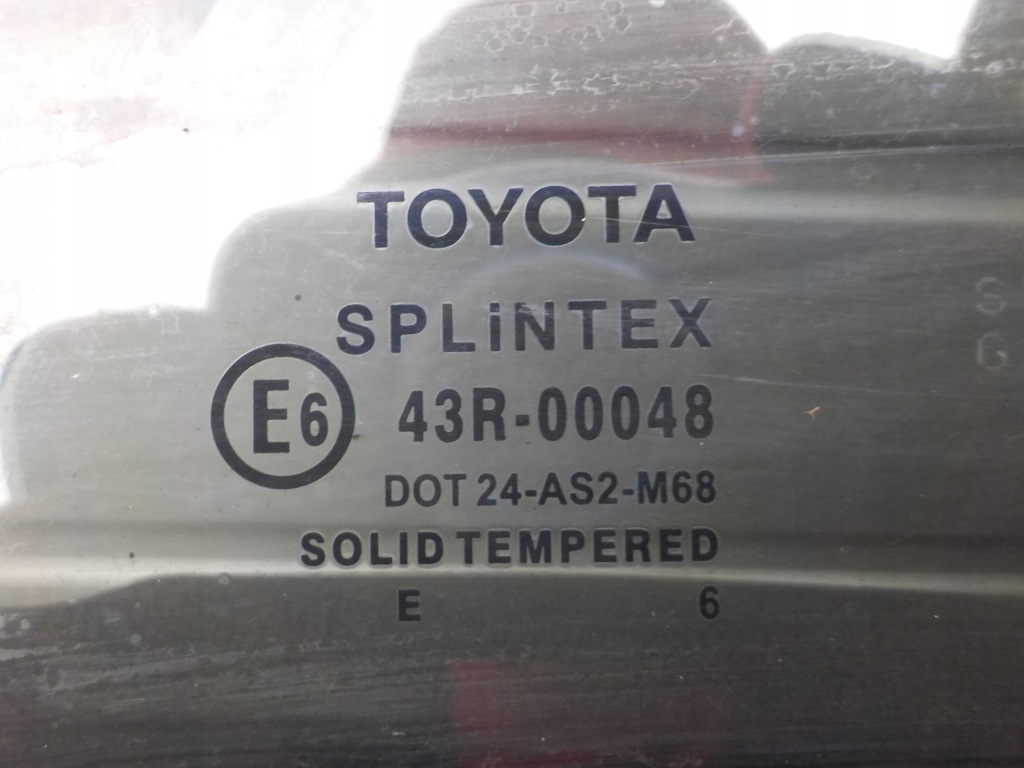 TOYOTA
SPLiNTEX
E6 43R-00048
DOT 24-AS2-M68
SOLID TEMPERED
E 6
S
G